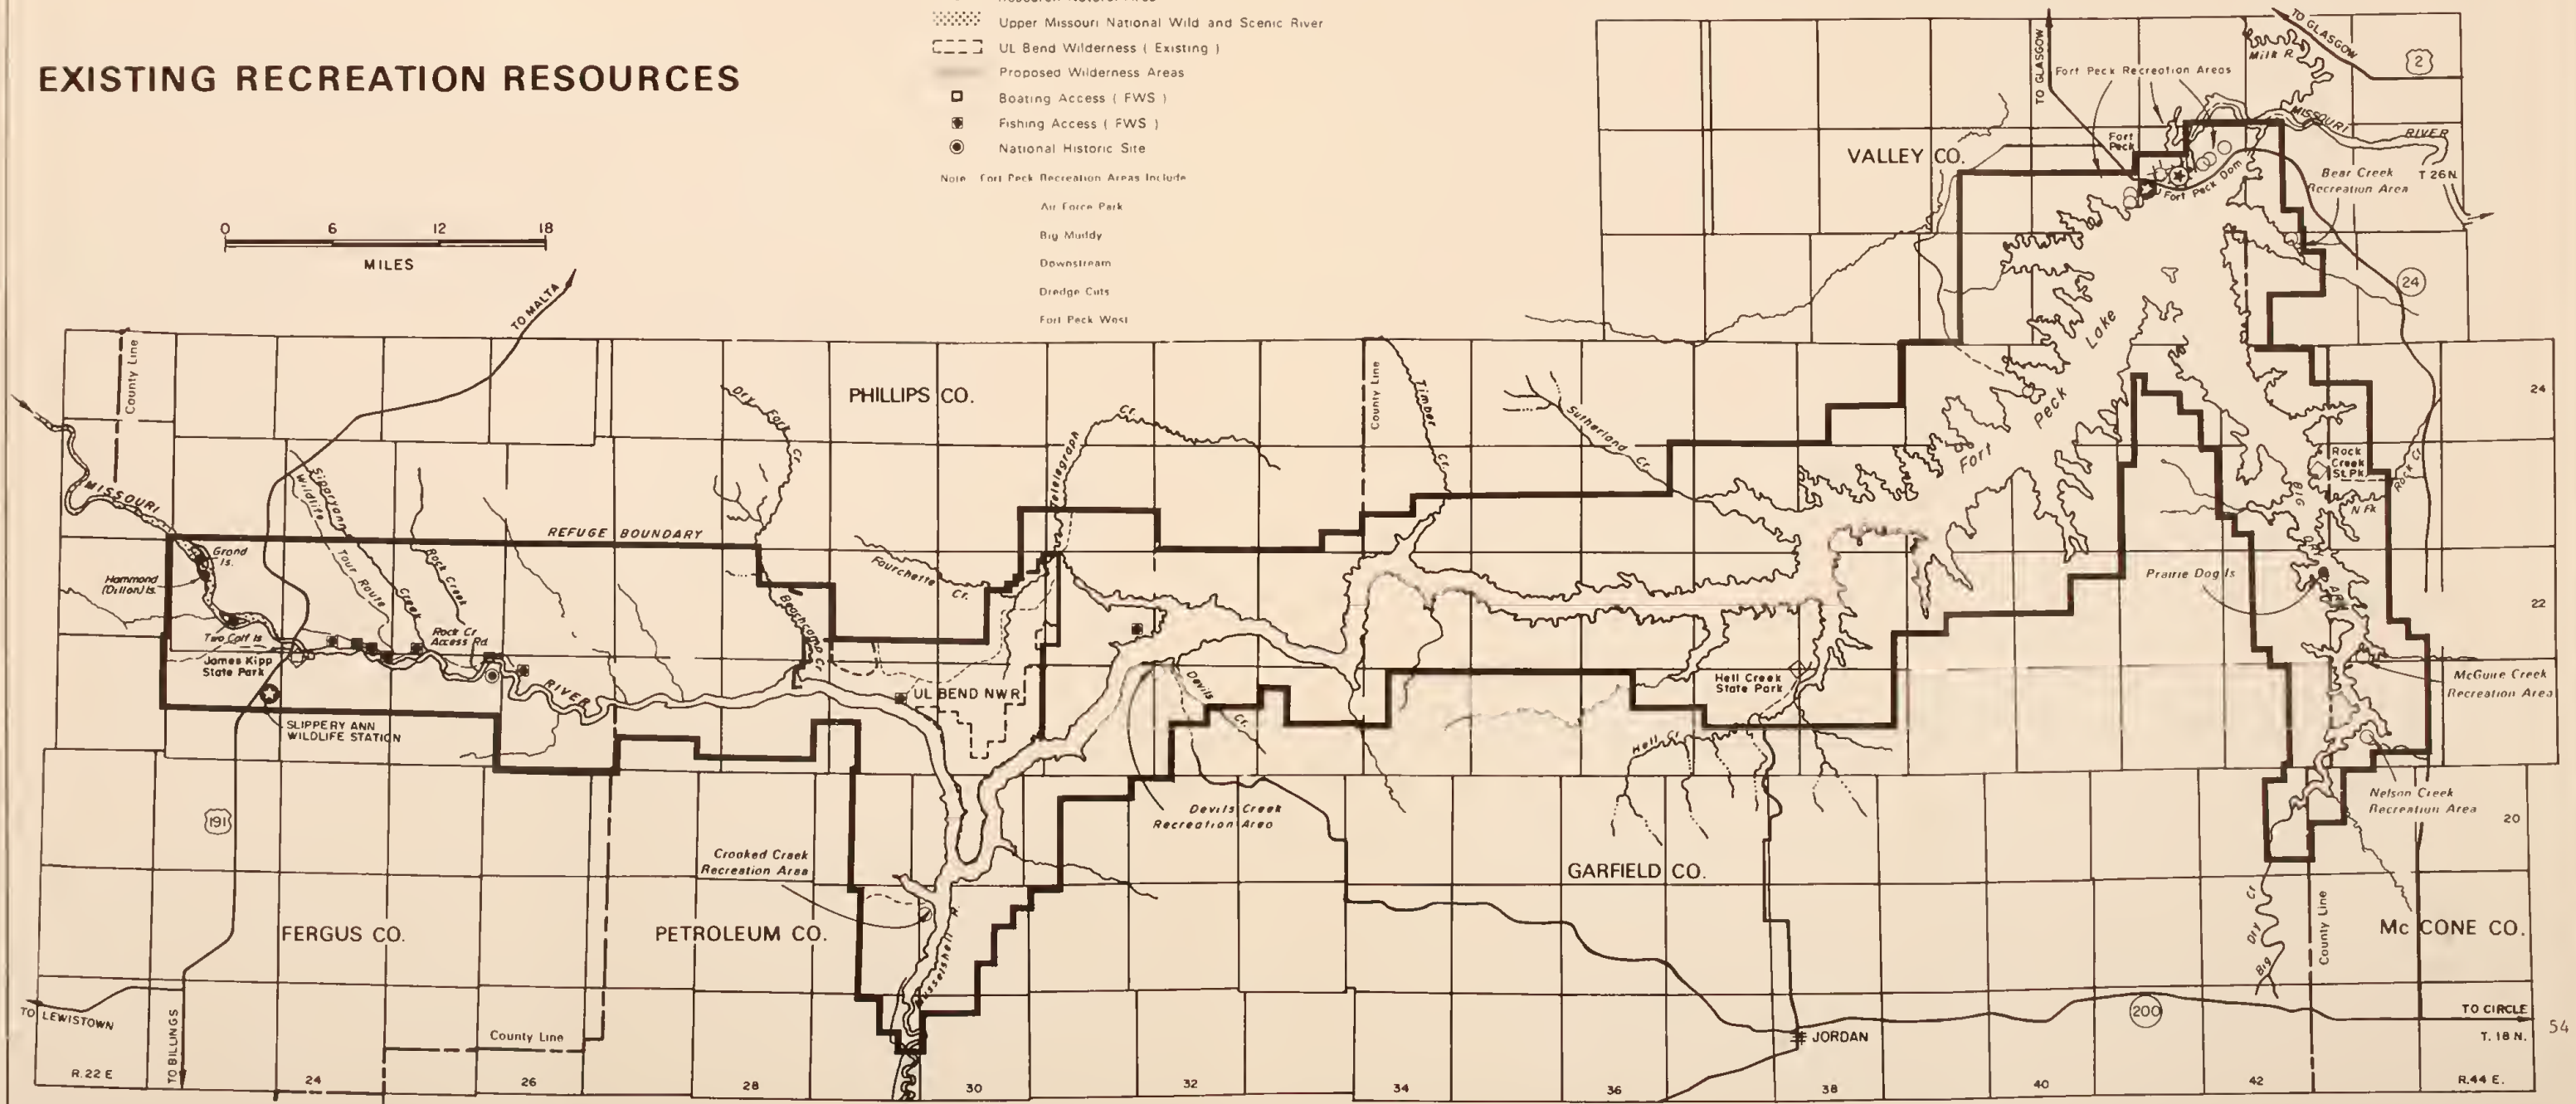 EXISTING RECREATION RESOURCES
Upper Missouri National Wild and Scenic River
UL Bend Wilderness ( Existing )
Proposed Wilderness Areas
Boating Access ( FWS )
Fishing Access ( FWS )
National Historic Site
Note Fort Peck Recreation Areas Include
Air Force Park
Big Muddy
Downstream
Dredge Cuts
Fort Peck West
0 6 12 18
MILES
TO MALTA
TO GLASGOW
TO GLASGOW
Milk R.
2
Fort Peck Recreation Areas
MISSOURI
RIVER
Fort
Peck
VALLEY CO.
Fort Peck Dam
Bear Creek
Recreation Area
T 26 N.
24
Lake
Peck
Fort
County Line
PHILLIPS CO.
County Line
24
Dry Fork
Cr.
Telegraph
Cr.
Timber
Cr.
Sutherland Cr.
Rock
Creek
St. Pk.
Rock Cr.
N Fk
BIG
DRY
ARM
MISSOURI
Slippryann
Creek
Wildlife
Tour Route
Rock Creek
REFUGE BOUNDARY
Fourchette
Cr.
Beauchamp Cr.
Grand
Is.
Hammond
(Dillon) Is.
Two Calf Is
James Kipp
State Park
Rock Cr
Access Rd
RIVER
SLIPPERY ANN
WILDLIFE STATION
UL BEND NWR
Devils
Cr.
Hell Creek
State Park
Hell Cr
Prairie Dog Is
22
McGuire Creek
Recreation Area
Nelson Creek
Recreation Area
20
Devils Creek
Recreation Area
191
Crooked Creek
Recreation Area
Musselshell R.
GARFIELD CO.
FERGUS CO.
PETROLEUM CO.
Mc CONE CO.
Big Dry Cr
County Line
TO LEWISTOWN
TO BILLINGS
County Line
JORDAN
200
TO CIRCLE
T. 18 N.
54
R. 22 E
24
26
28
30
32
34
36
38
40
42
R. 44 E.